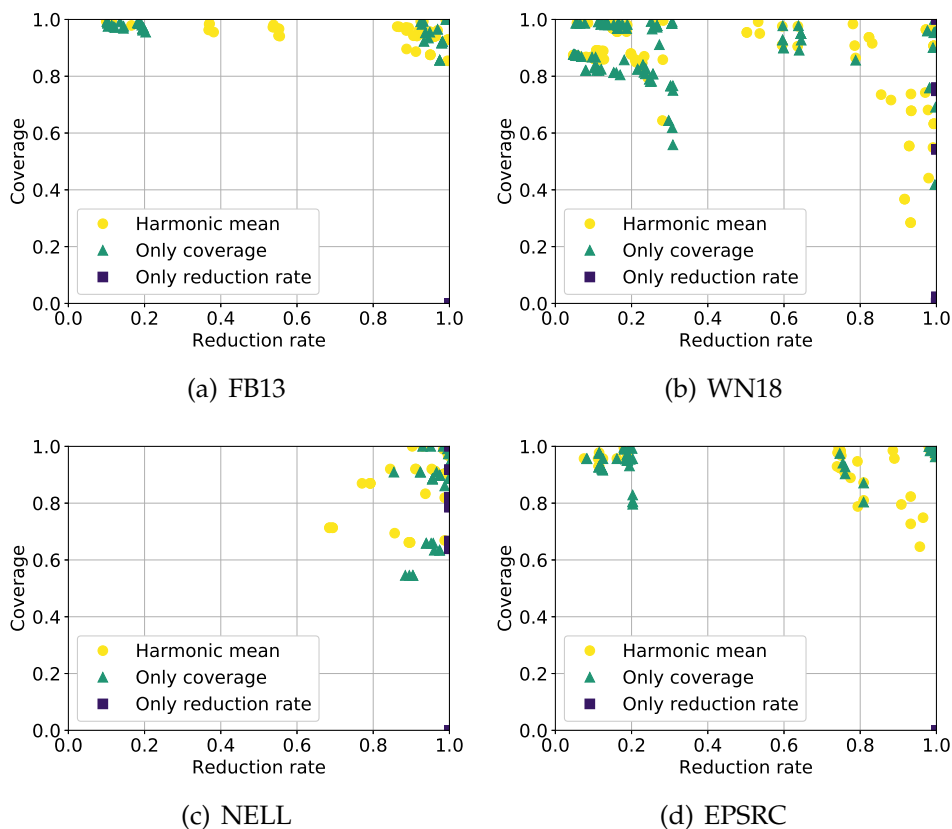 1.0
0.8
0.6
0.4
0.2
0.0
Coverage
Harmonic mean
Only coverage
Only reduction rate
0.0 0.2 0.4 0.6 0.8 1.0
Reduction rate
(a) FB13
1.0
0.8
0.6
0.4
0.2
0.0
Coverage
Harmonic mean
Only coverage
Only reduction rate
0.0 0.2 0.4 0.6 0.8 1.0
Reduction rate
(b) WN18
1.0
0.8
0.6
0.4
0.2
0.0
Coverage
Harmonic mean
Only coverage
Only reduction rate
0.0 0.2 0.4 0.6 0.8 1.0
Reduction rate
(c) NELL
1.0
0.8
0.6
0.4
0.2
0.0
Coverage
Harmonic mean
Only coverage
Only reduction rate
0.0 0.2 0.4 0.6 0.8 1.0
Reduction rate
(d) EPSRC